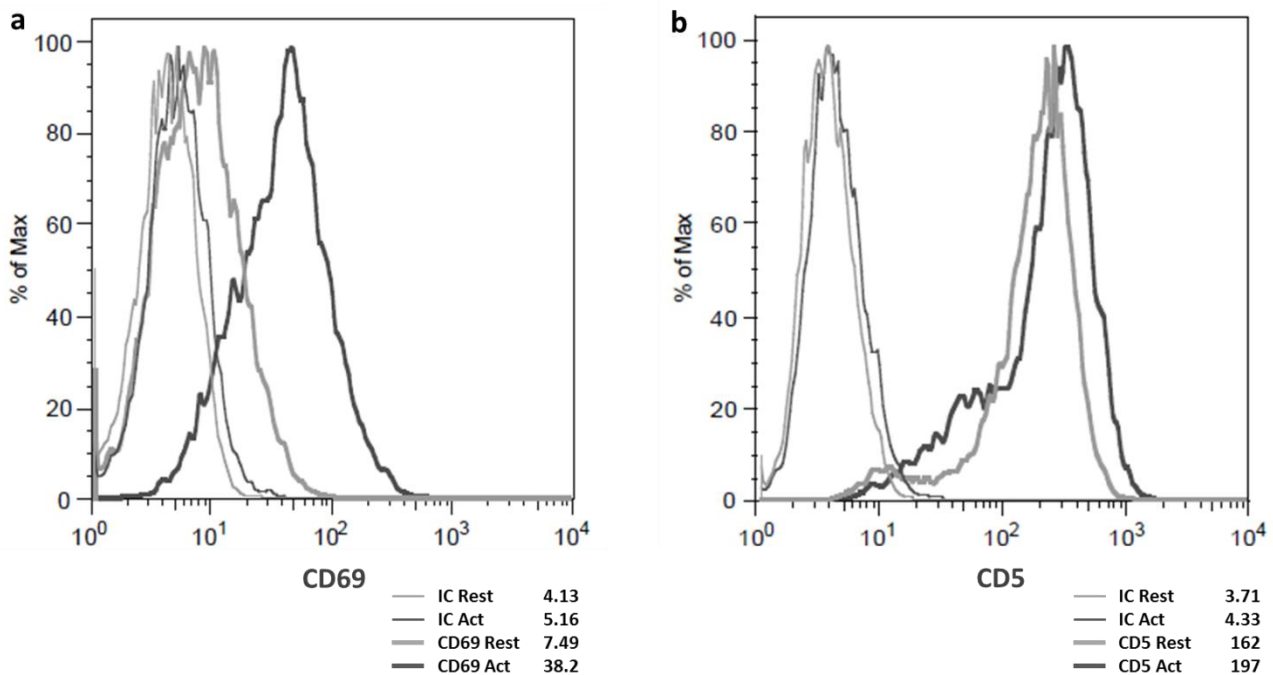 a
100
80
60
40
20
0
% of Max
10^0 10^1 10^2 10^3 10^4
CD69
IC Rest 4.13
IC Act 5.16
CD69 Rest 7.49
CD69 Act 38.2
b
100
80
60
40
20
0
% of Max
10^0 10^1 10^2 10^3 10^4
CD5
IC Rest 3.71
IC Act 4.33
CD5 Rest 162
CD5 Act 197